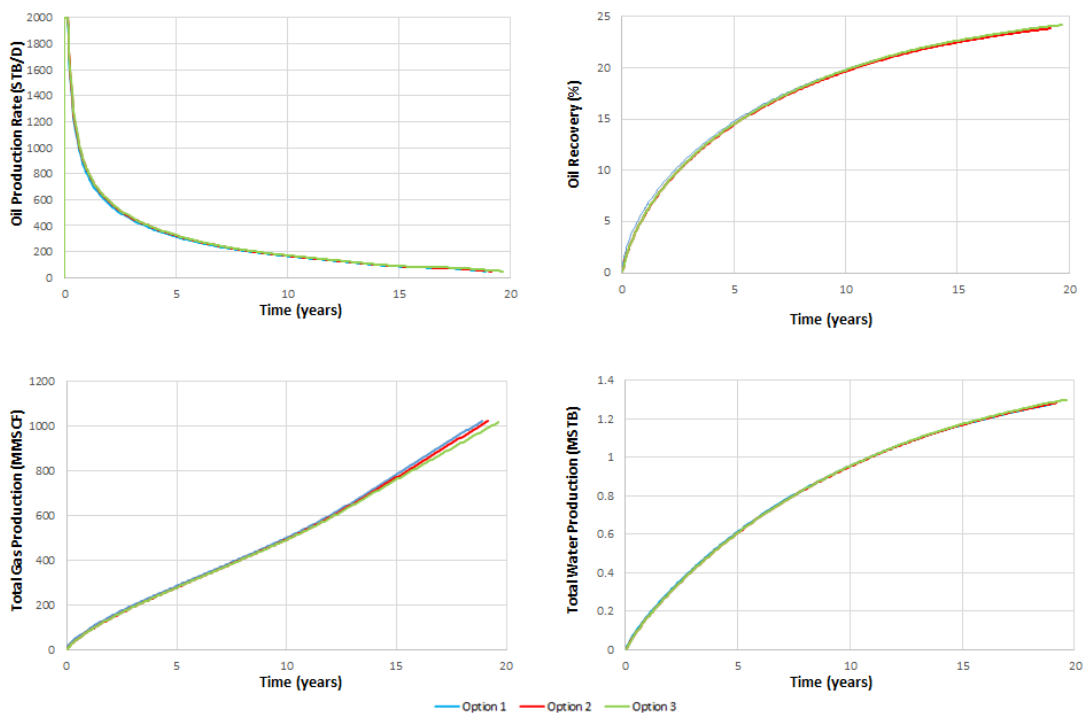 Oil Production Rate (STB/D)
2000
1800
1600
1400
1200
1000
800
600
400
200
0
0 5 10 15 20
Time (years)
Oil Recovery (%)
25
20
15
10
5
0
0 5 10 15 20
Time (years)
Total Gas Production (MMSCF)
1200
1000
800
600
400
200
0
0 5 10 15 20
Time (years)
Total Water Production (MSTB)
1.4
1.2
1
0.8
0.6
0.4
0.2
0
0 5 10 15 20
Time (years)
Option 1 Option 2 Option 3